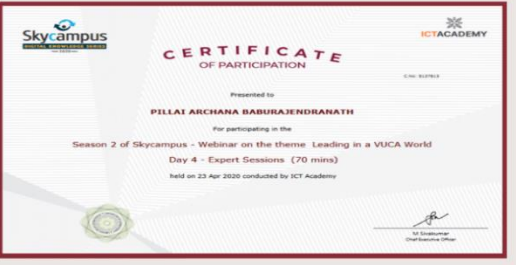 Skycampus
DIGITAL KNOWLEDGE SERIES
ICTACADEMY
CERTIFICATE
OF PARTICIPATION
Presented to
PILLAI ARCHANA BABURAJENDRANATH
For participating in the
Season 2 of Skycampus - Webinar on the theme Leading in a VUCA World
Day 4 - Expert Sessions (70 mins)
held on 23 Apr 2020 conducted by ICT Academy
M Sivakumar
Chief Executive Officer